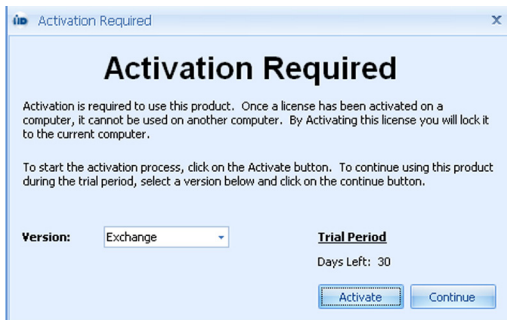 Activation Required x
Activation Required
Activation is required to use this product. Once a license has been activated on a
computer, it cannot be used on another computer. By Activating this license you will lock it
to the current computer.
To start the activation process, click on the Activate button. To continue using this product
during the trial period, select a version below and click on the continue button.
Version: Exchange Trial Period
Days Left: 30
Activate Continue